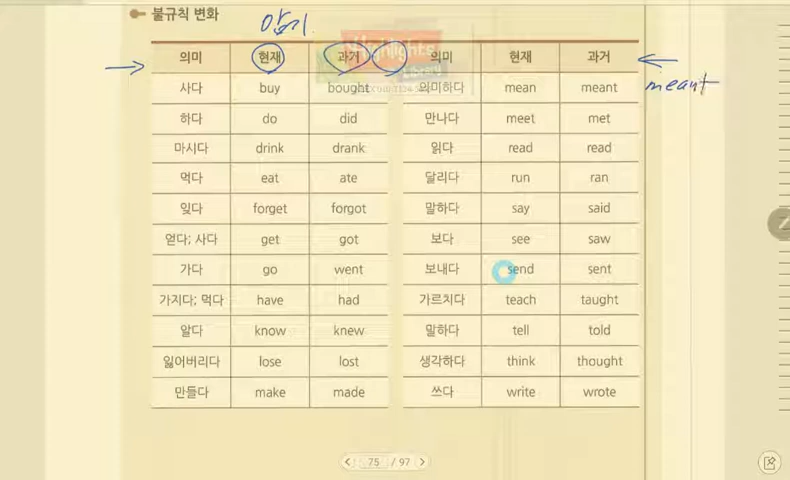 불규칙 변화
암기
의미 현재 과거 의미 현재 과거
사다 buy bought 의미하다 mean meant meant
하다 do did 만나다 meet met
마시다 drink drank 읽다 read read
먹다 eat ate 달리다 run ran
잊다 forget forgot 말하다 say said
얻다; 사다 get got 보다 see saw
가다 go went 보내다 send sent
가지다; 먹다 have had 가르치다 teach taught
알다 know knew 말하다 tell told
잃어버리다 lose lost 생각하다 think thought
만들다 make made 쓰다 write wrote
Highlights
Library
75 / 97